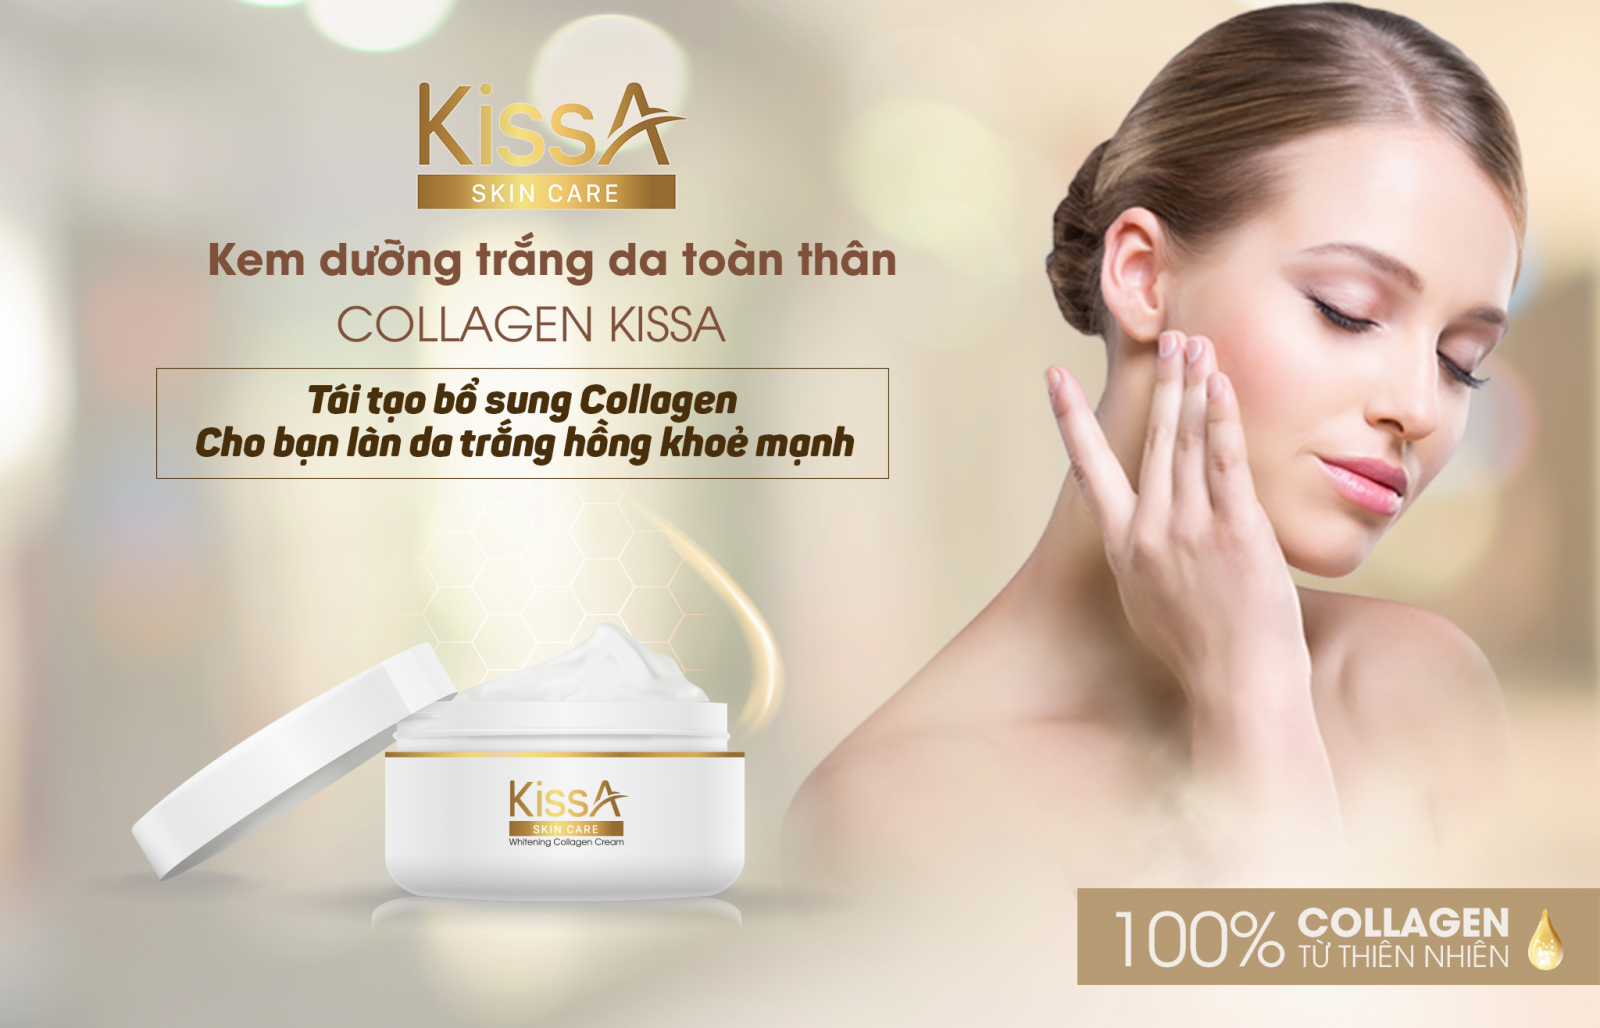 KissA
SKIN CARE
Kem dưỡng trắng da toàn thân
COLLAGEN KISSA
Tái tạo bổ sung Collagen
Cho bạn làn da trắng hồng khoẻ mạnh
KissA
SKIN CARE
Whitening Collagen Cream
100% COLLAGEN
TỪ THIÊN NHIÊN